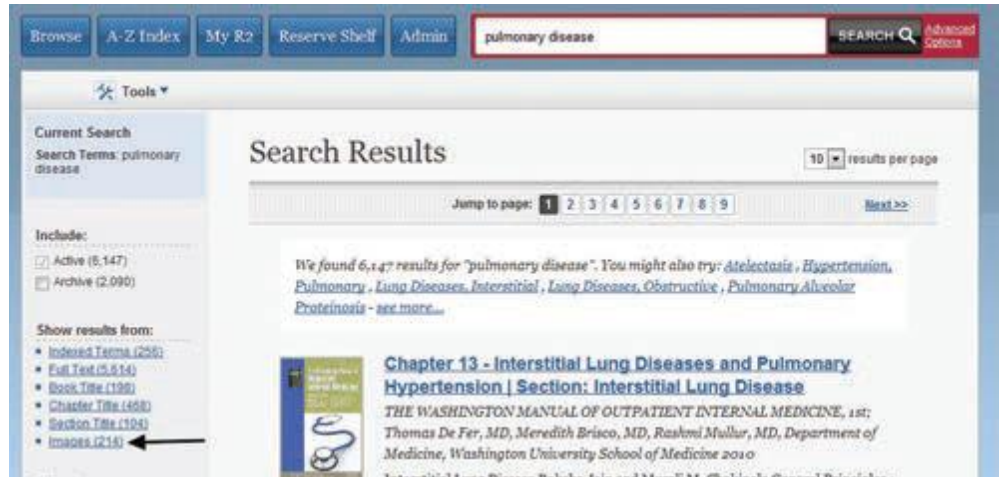 Browse A-Z Index My R2 Reserve Shelf Admin pulmonary disease SEARCH Advanced
Options
Tools
Current Search
Search Terms: pulmonary
disease
Search Results
10 results per page
Jump to page: 1 2 3 4 5 6 7 8 9 Next >>
Include:
Active (6,147)
Archive (2,090)
We found 6,147 results for "pulmonary disease". You might also try: Atelectasis , Hypertension,
Pulmonary , Lung Diseases, Interstitial , Lung Diseases, Obstructive , Pulmonary Alveolar
Proteinosis - see more...
Show results from:
Indexed Terms (256)
Full Text (5,614)
Book Title (198)
Chapter Title (468)
Section Title (104)
Images (214)
Chapter 13 - Interstitial Lung Diseases and Pulmonary
Hypertension | Section: Interstitial Lung Disease
THE WASHINGTON MANUAL OF OUTPATIENT INTERNAL MEDICINE, 1st;
Thomas De Fer, MD, Meredith Brisco, MD, Rashmi Mullur, MD, Department of
Medicine, Washington University School of Medicine 2010